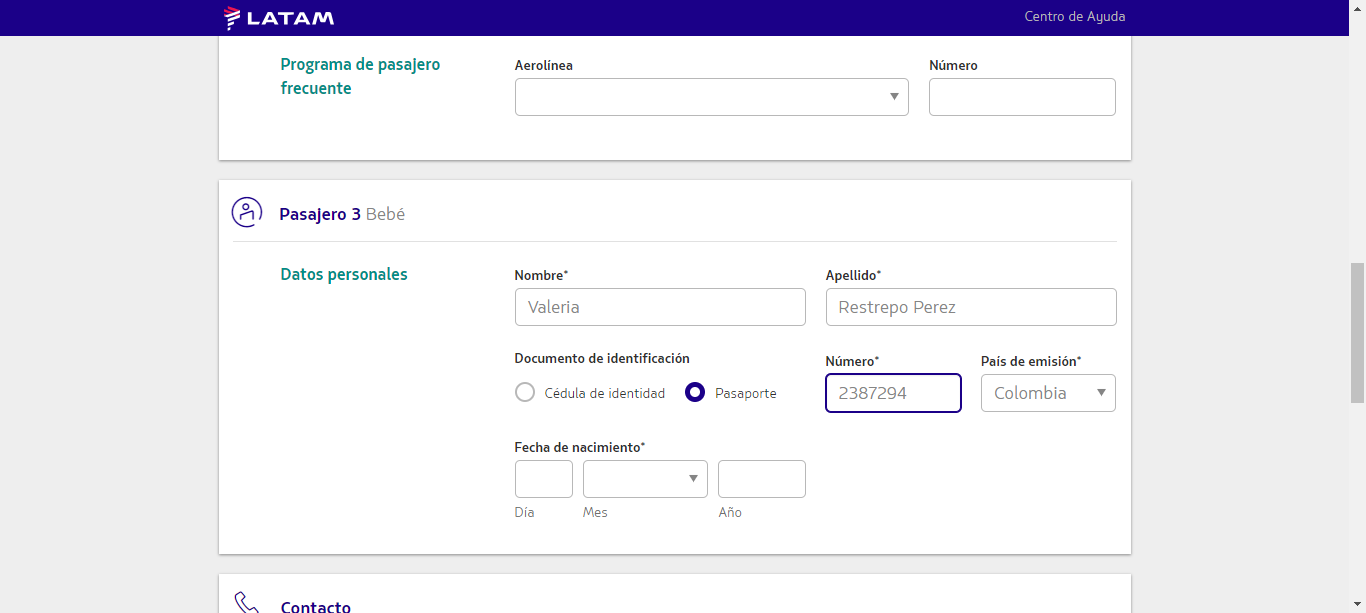 LATAM
Centro de Ayuda
Programa de pasajero
frecuente
Aerolínea
Número
Pasajero 3 Bebé
Datos personales
Nombre*
Apellido*
Valeria
Restrepo Perez
Documento de identificación
Número*
País de emisión*
Cédula de identidad
Pasaporte
2387294
Colombia
Fecha de nacimiento*
Día
Mes
Año
Contacto